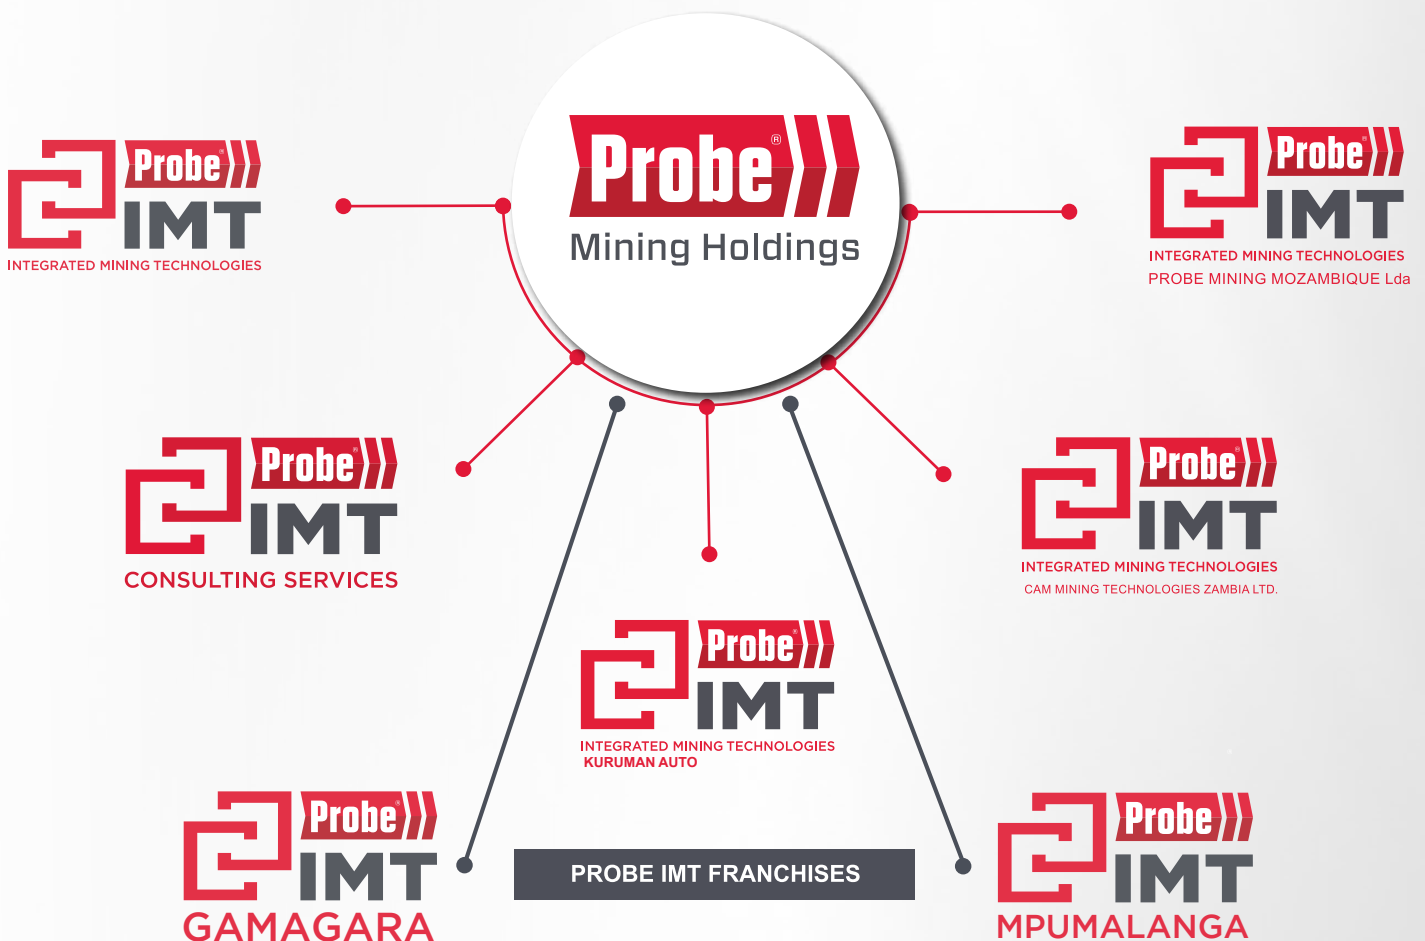 Probe®
Mining Holdings
Probe
IMT
INTEGRATED MINING TECHNOLOGIES
Probe
IMT
INTEGRATED MINING TECHNOLOGIES
PROBE MINING MOZAMBIQUE Lda
Probe
IMT
CONSULTING SERVICES
Probe
IMT
INTEGRATED MINING TECHNOLOGIES
CAM MINING TECHNOLOGIES ZAMBIA LTD.
Probe
IMT
INTEGRATED MINING TECHNOLOGIES
KURUMAN AUTO
Probe
IMT
GAMAGARA
PROBE IMT FRANCHISES
Probe
IMT
MPUMALANGA